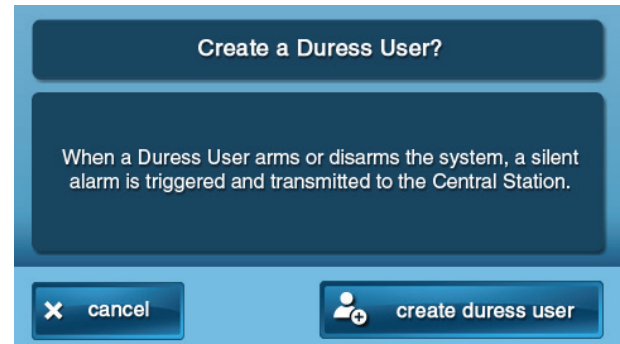 Create a Duress User?
When a Duress User arms or disarms the system, a silent
alarm is triggered and transmitted to the Central Station.
cancel
create duress user